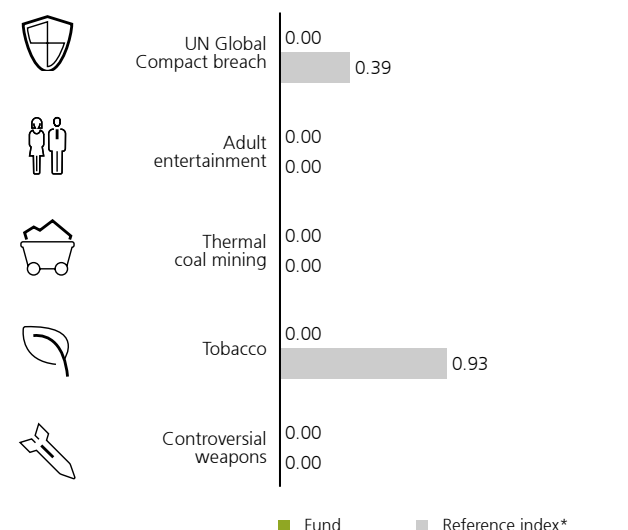 UN Global
Compact breach
0.00
0.39
Adult
entertainment
0.00
0.00
Thermal
coal mining
0.00
0.00
Tobacco
0.00
0.93
Controversial
weapons
0.00
0.00
Fund
Reference index*